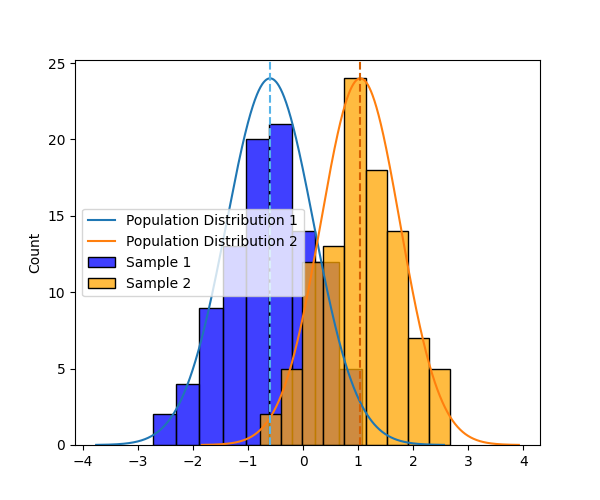 25
20
15
10
5
0
Count
Population Distribution 1
Population Distribution 2
Sample 1
Sample 2
−4 −3 −2 −1 0 1 2 3 4